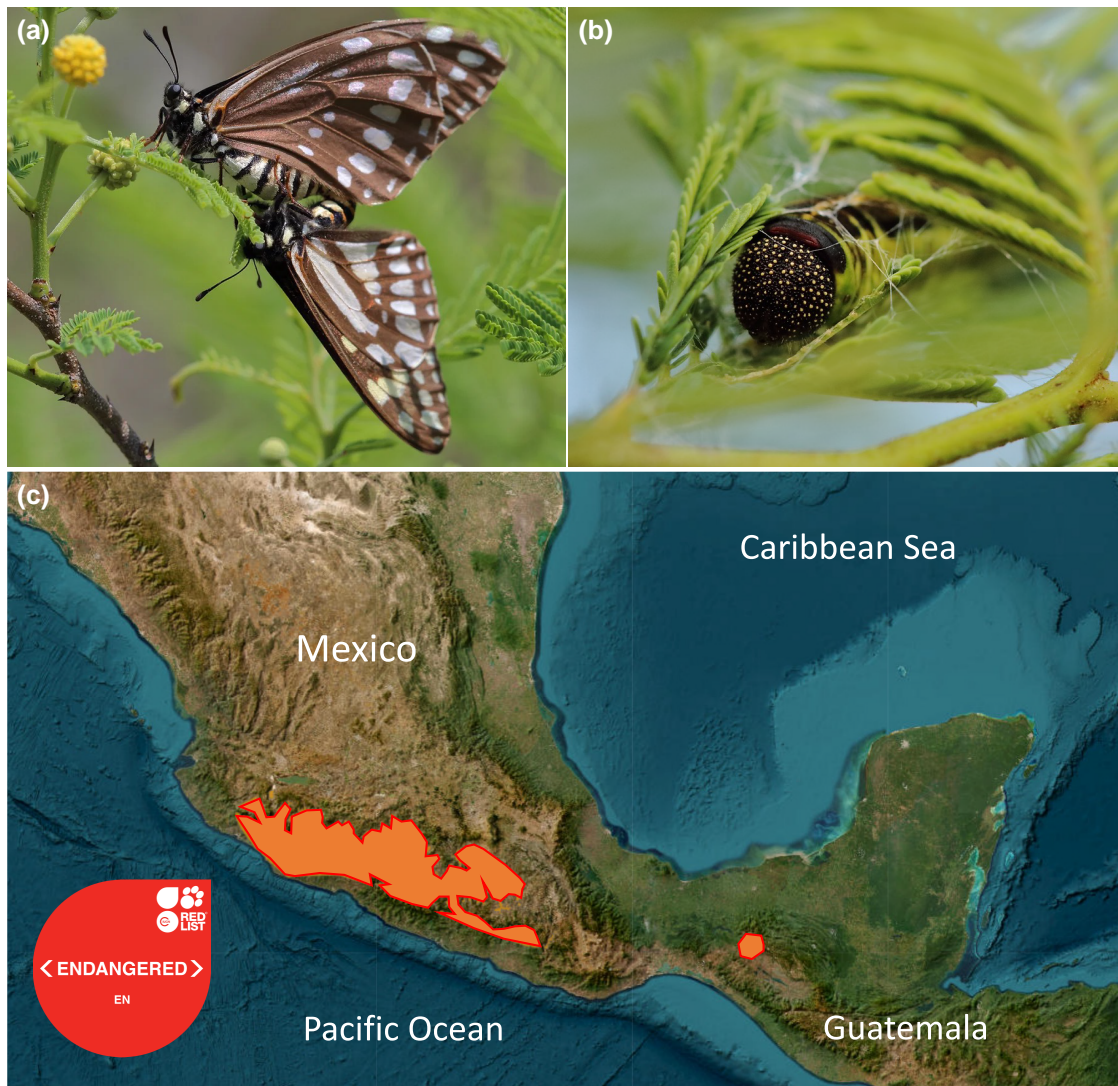 (a)
(b)
(c)
Caribbean Sea
Mexico
RED
LIST
ENDANGERED
EN
Pacific Ocean
Guatemala